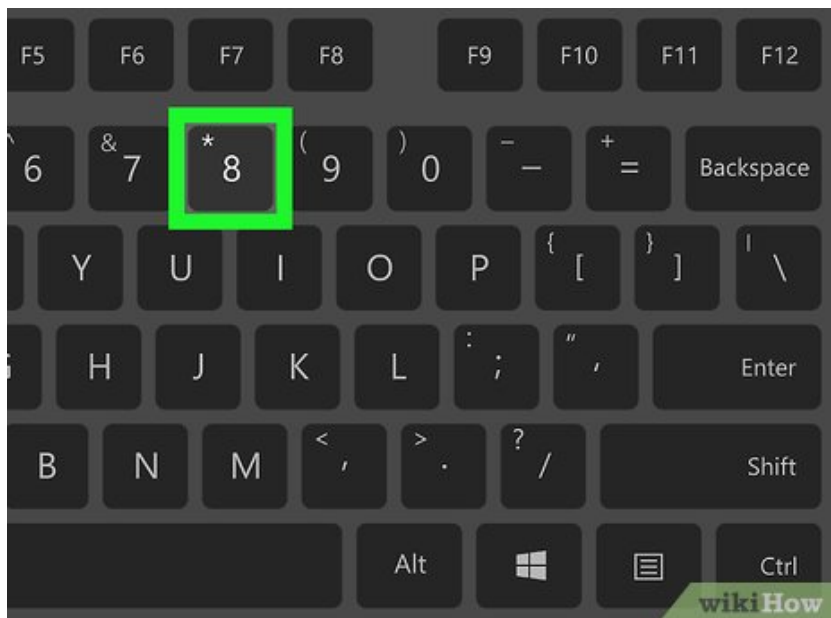 F5 F6 F7 F8 F9 F10 F11 F12
^ & * ( ) _ +
6 7 8 9 0 – = Backspace
{ } |
Y U I O P [ ] \
: "
G H J K L ; ' Enter
< > ?
B N M , . / Shift
Alt Ctrl
wikiHow